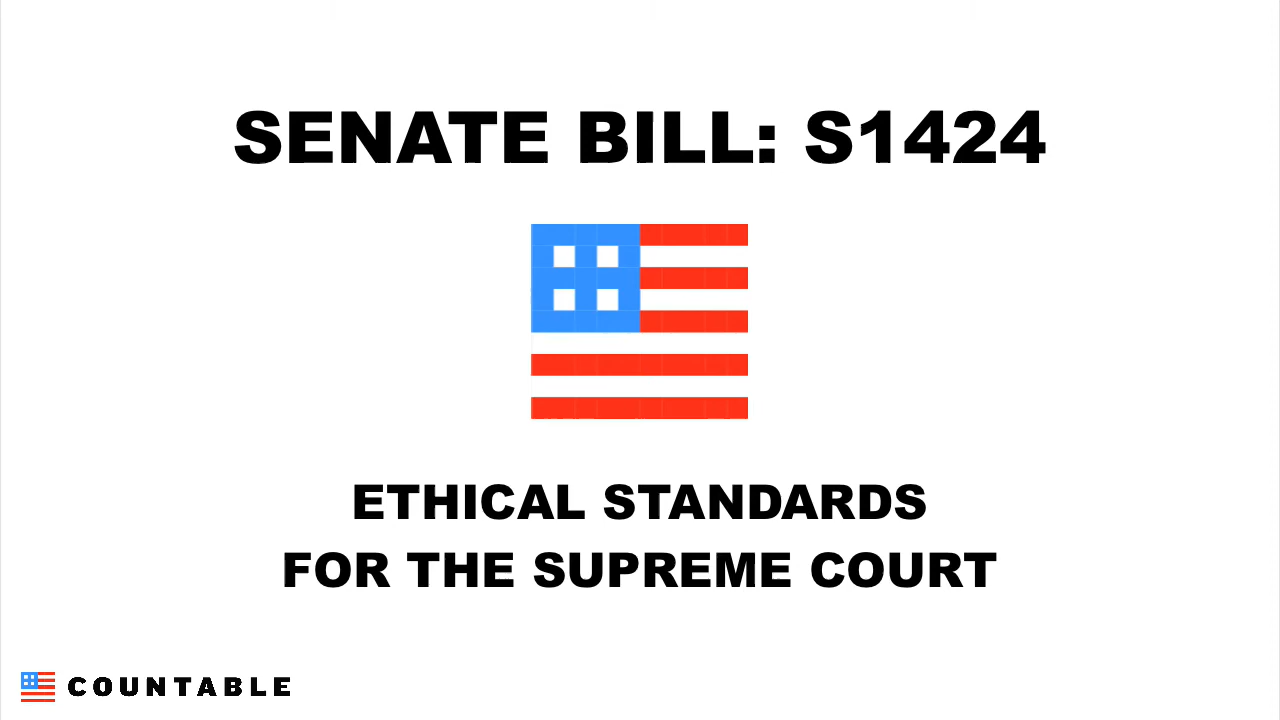 SENATE BILL: S1424
ETHICAL STANDARDS
FOR THE SUPREME COURT
COUNTABLE